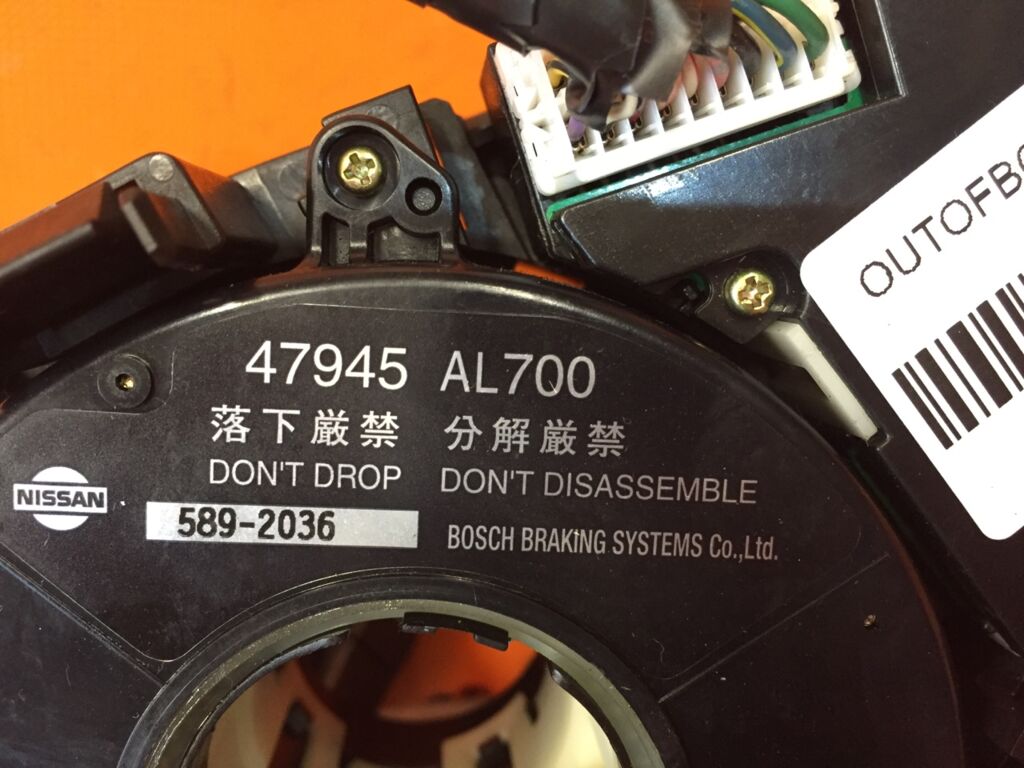 47945 AL700
落下厳禁 分解厳禁
DON'T DROP DON'T DISASSEMBLE
NISSAN
589-2036
BOSCH BRAKING SYSTEMS Co.,Ltd.